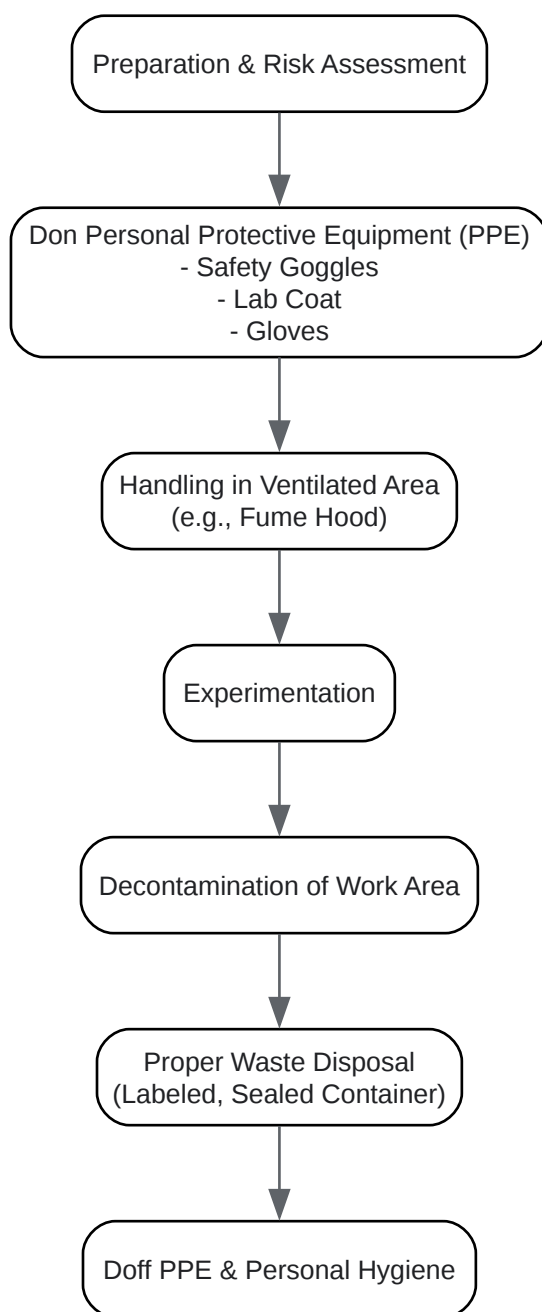 Preparation & Risk Assessment
Don Personal Protective Equipment (PPE)
- Safety Goggles
- Lab Coat
- Gloves
Handling in Ventilated Area
(e.g., Fume Hood)
Experimentation
Decontamination of Work Area
Proper Waste Disposal
(Labeled, Sealed Container)
Doff PPE & Personal Hygiene